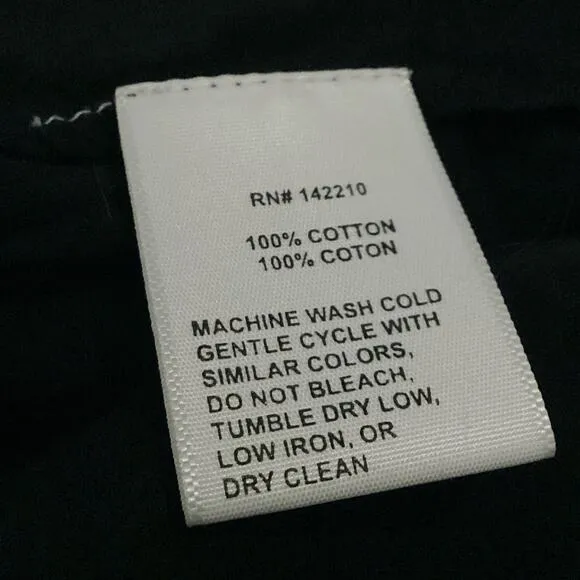 RN# 142210
100% COTTON
100% COTON
MACHINE WASH COLD
GENTLE CYCLE WITH
SIMILAR COLORS,
DO NOT BLEACH,
TUMBLE DRY LOW,
LOW IRON, OR
DRY CLEAN